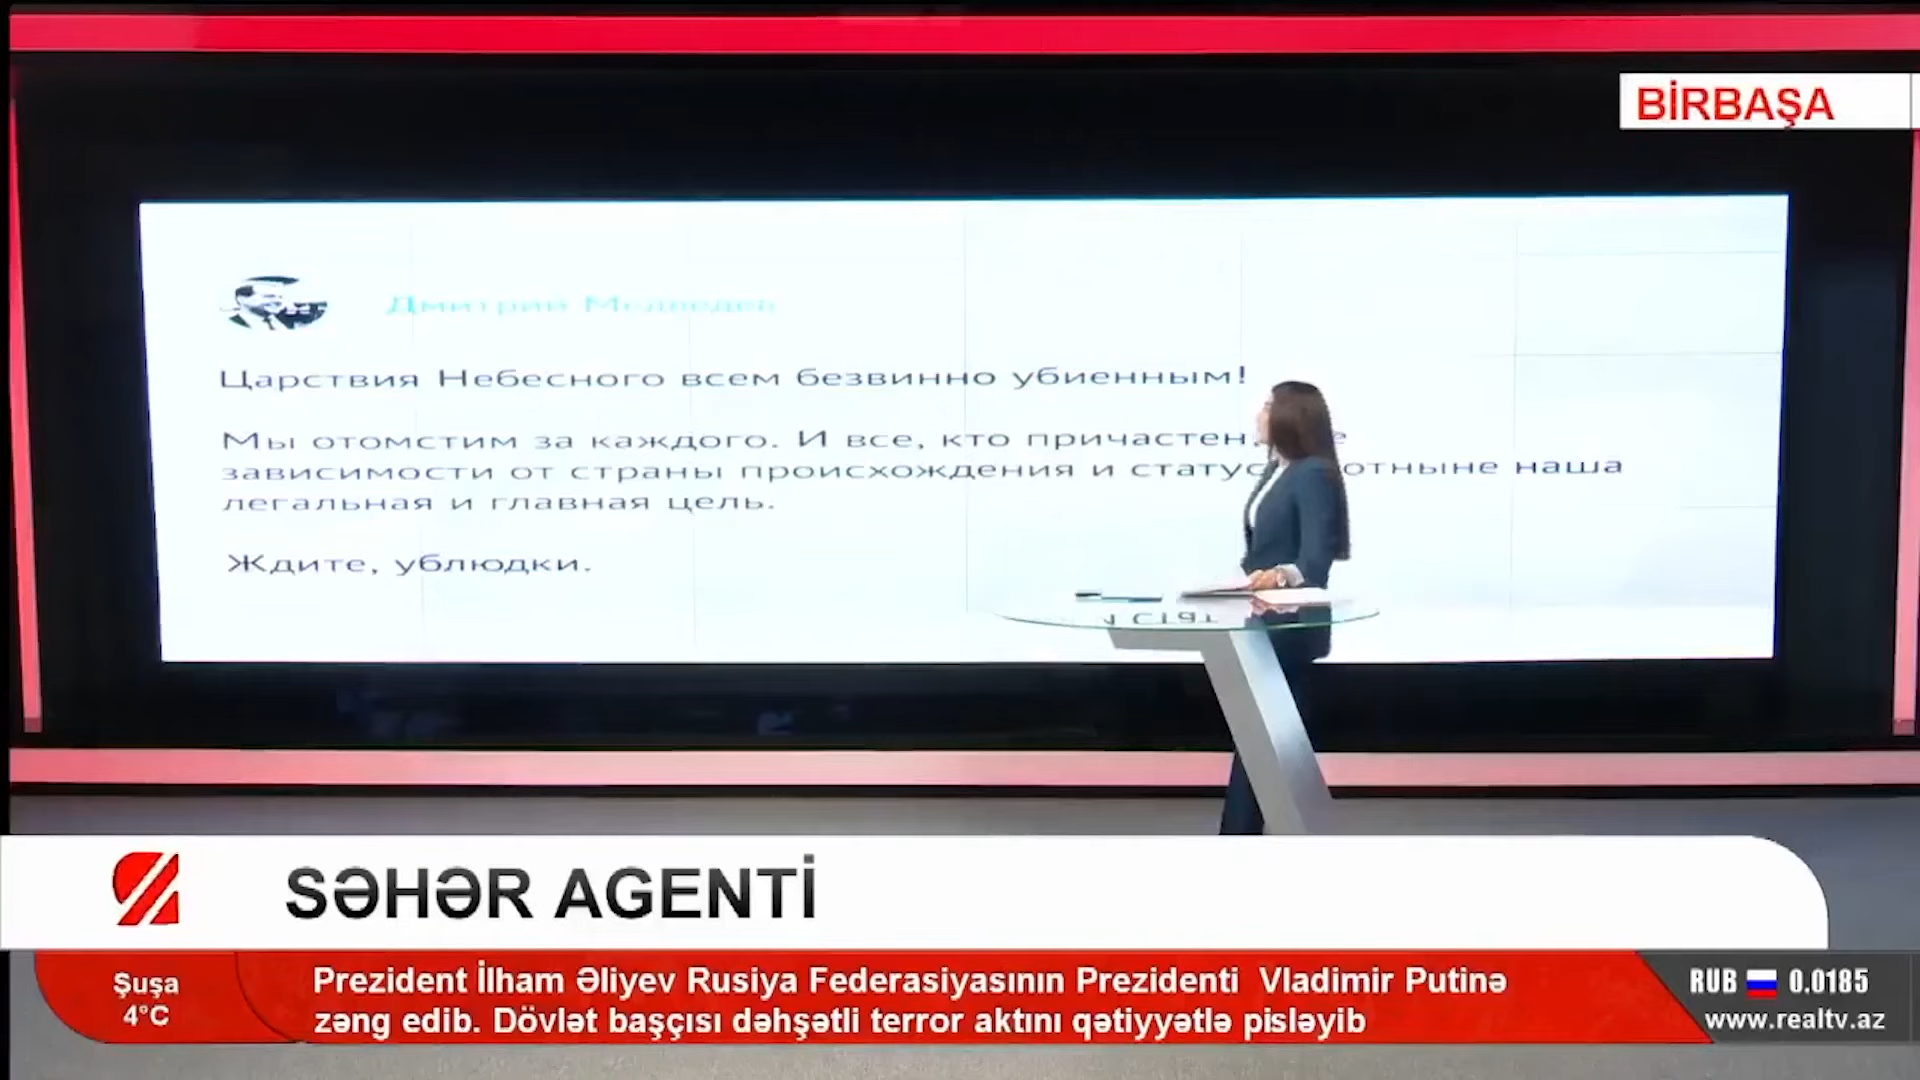 BİRBAŞA
Дмитрий Медведев
Царствия Небесного всем безвинно убиенным!
Мы отомстим за каждого. И все, кто причастен,
зависимости от страны происхождения и статус отныне наша
легальная и главная цель.
Ждите, ублюдки.
SƏHƏR AGENTİ
Şuşa
4°C
Prezident İlham Əliyev Rusiya Federasiyasının Prezidenti Vladimir Putinə
zəng edib. Dövlət başçısı dəhşətli terror aktını qətiyyətlə pisləyib
RUB 0.0185
www.realtv.az